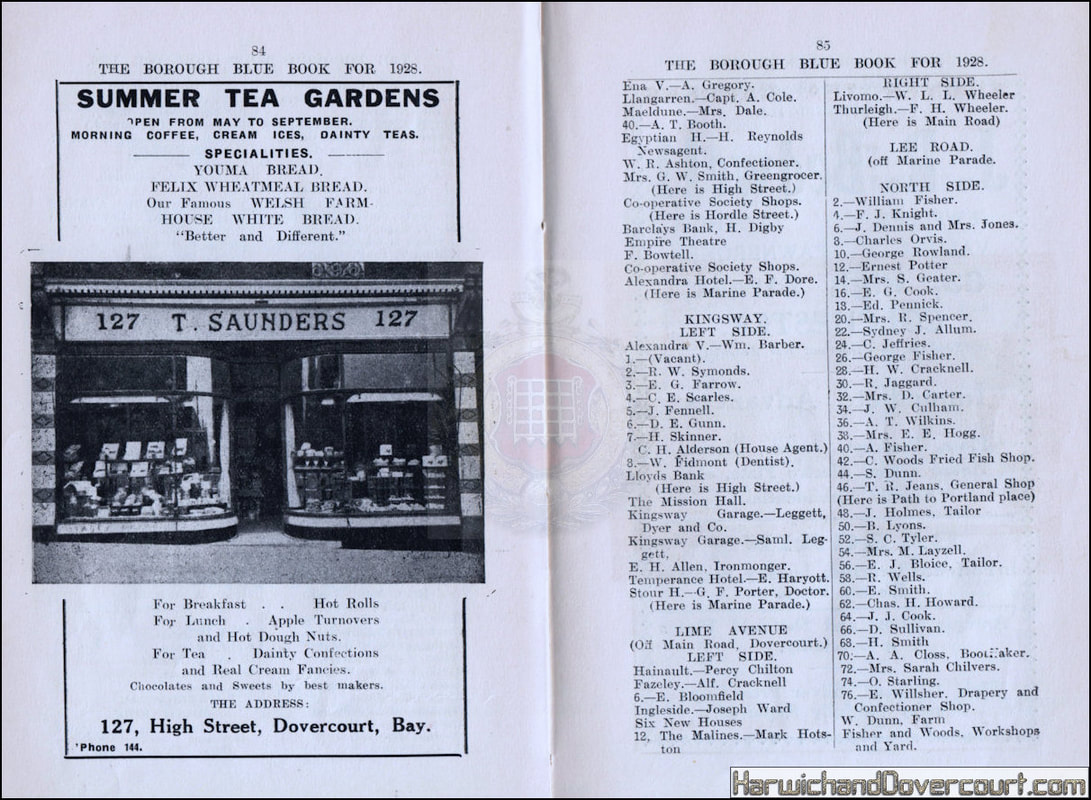 84
THE BOROUGH BLUE BOOK FOR 1928.
SUMMER TEA GARDENS
OPEN FROM MAY TO SEPTEMBER.
MORNING COFFEE, CREAM ICES, DAINTY TEAS.
SPECIALITIES.
YOUMA BREAD.
FELIX WHEATMEAL BREAD.
Our Famous WELSH FARM-
HOUSE WHITE BREAD.
"Better and Different."
127 T. SAUNDERS 127
For Breakfast . . Hot Rolls
For Lunch . Apple Turnovers
and Hot Dough Nuts.
For Tea . Dainty Confections
and Real Cream Fancies.
Chocolates and Sweets by best makers.
THE ADDRESS:
127, High Street, Dovercourt, Bay.
'Phone 144.
85
THE BOROUGH BLUE BOOK FOR 1928.
Ena V.—A. Gregory.
Llangarren.—Capt. A. Cole.
Maeldune.—Mrs. Dale.
40.—A. T. Booth.
Egyptian H.—H. Reynolds
Newsagent.
W. R. Ashton, Confectioner.
Mrs. G. W. Smith, Greengrocer.
(Here is High Street.)
Co-operative Society Shops.
(Here is Hordle Street.)
Barclays Bank, H. Digby
Empire Theatre
F. Bowtell.
Co-operative Society Shops.
Alexandra Hotel.—E. F. Dore.
(Here is Marine Parade.)
KINGSWAY.
LEFT SIDE.
Alexandra V.—Wm. Barber.
1.—(Vacant).
2.—R. W. Symonds.
3.—E. G. Farrow.
4.—C. E. Scarles.
5.—J. Fennell.
6.—D. E. Gunn.
7.—H. Skinner.
C. H. Alderson (House Agent.)
8.—W. Fidmont (Dentist).
Lloyds Bank
(Here is High Street.)
The Mission Hall.
Kingsway Garage.—Leggett,
Dyer and Co.
Kingsway Garage.—Saml. Leg-
gett,
E. H. Allen, Ironmonger.
Temperance Hotel.—E. Haryott.
Stour H.—G. F. Porter, Doctor.
(Here is Marine Parade.)
LIME AVENUE
(Off Main Road, Dovercourt.)
LEFT SIDE.
Hainault.—Percy Chilton
Fazeley.—Alf. Cracknell
6.—E. Bloomfield
Ingleside.—Joseph Ward
Six New Houses
12, The Malines.—Mark Hots-
ton
RIGHT SIDE.
Livomo.—W. L. L. Wheeler
Thurleigh.—F. H. Wheeler.
(Here is Main Road)
LEE ROAD.
(off Marine Parade.
NORTH SIDE.
2.—William Fisher.
4.—F. J. Knight.
6.—J. Dennis and Mrs. Jones.
8.—Charles Orvis.
10.—George Rowland.
12.—Ernest Potter
14.—Mrs. S. Geater.
16.—E. G. Cook.
18.—Ed. Pennick.
20.—Mrs. R. Spencer.
22.—Sydney J. Allum.
24.—C. Jeffries.
26.—George Fisher.
28.—H. W. Cracknell.
30.—R. Jaggard.
32.—Mrs. D. Carter.
34.—J. W. Culham.
36.—A. T. Wilkins.
38.—Mrs. E. E. Hogg.
40.—A. Fisher.
42.—C. Woods Fried Fish Shop.
44.—S. Dunn.
46.—T. R. Jeans, General Shop
(Here is Path to Portland place)
48.—J. Holmes, Tailor
50.—B. Lyons.
52.—S. C. Tyler.
54.—Mrs. M. Layzell.
56.—E. J. Bloice, Tailor.
58.—R. Wells.
60.—E. Smith.
62.—Chas. H. Howard.
64.—J. J. Cook.
66.—D. Sullivan.
68.—H. Smith
70.—A. A. Closs, Bootmaker.
72.—Mrs. Sarah Chilvers.
74.—O. Starling.
76.—E. Willsher, Drapery and
Confectioner Shop.
W. Dunn, Farm
Fisher and Woods, Workshops
and Yard.
HarwichandDovercourt.com